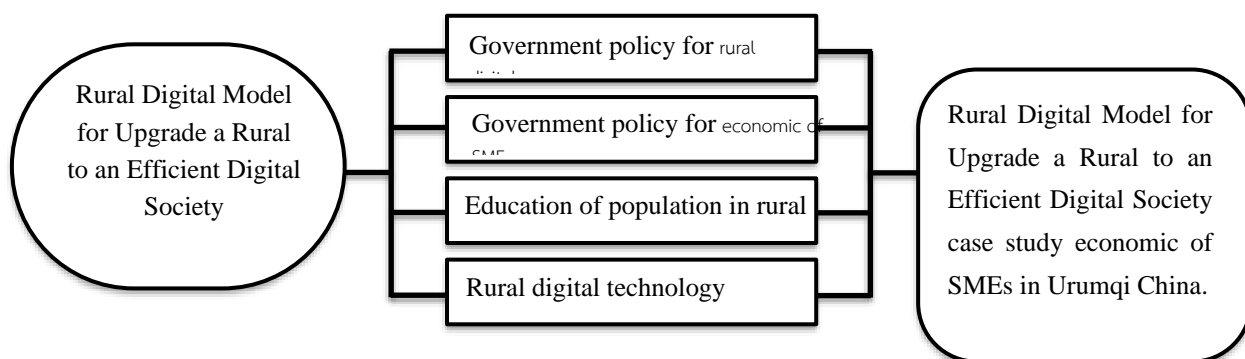 Rural Digital Model
for Upgrade a Rural
to an Efficient Digital
Society
Government policy for rural
Government policy for economic of
Education of population in rural
Rural digital technology
Rural Digital Model for
Upgrade a Rural to an
Efficient Digital Society
case study economic of
SMEs in Urumqi China.